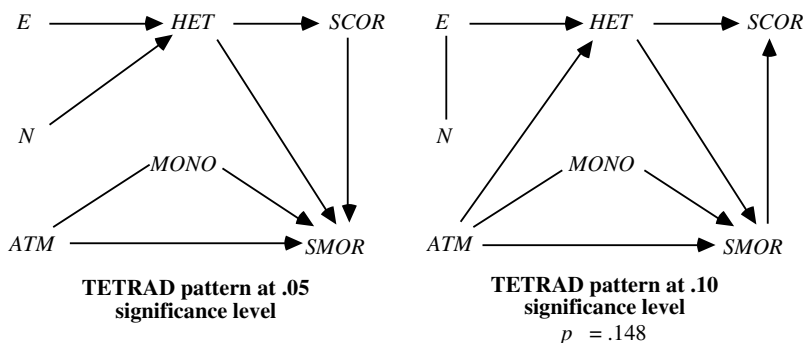 E HET SCOR
N
MONO
ATM SMOR
TETRAD pattern at .05
significance level
E HET SCOR
N
MONO
ATM SMOR
TETRAD pattern at .10
significance level
p = .148